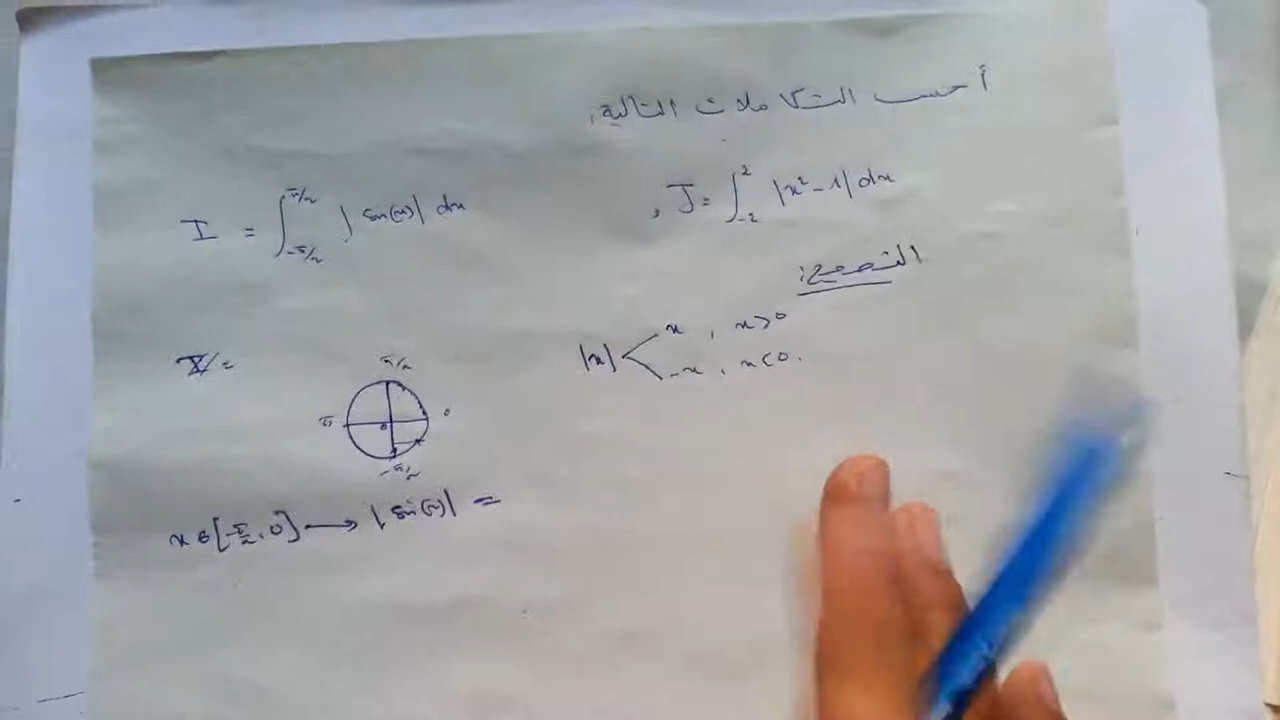 أحسب التكاملات التالية:
I = ∫_{-π/2}^{π/2} |sin(x)| dx , J = ∫_{-2}^{2} |x² - 1| dx
التصحيح:
|x| < x , x>0
-x , x<0.
I/ =
π/2
π 0 0
-π/2
x ∈ [-π/2, 0] → |sin(x)| =